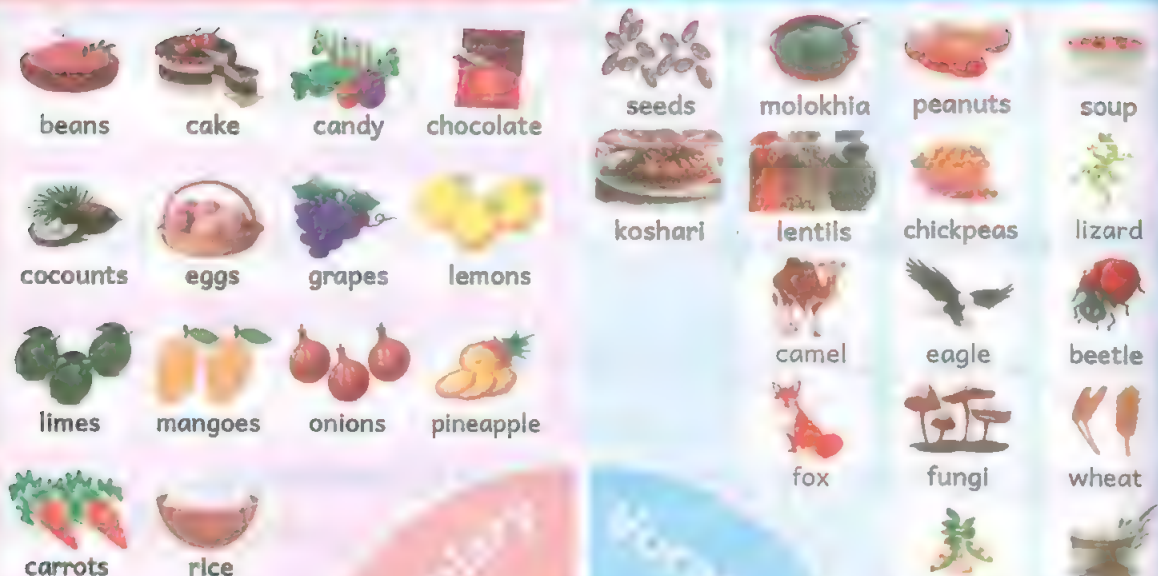 beans cake candy chocolate
cocounts eggs grapes lemons
limes mangoes onions pineapple
carrots rice
seeds molokhia peanuts soup
koshari lentils chickpeas lizard
camel eagle beetle
fox fungi wheat